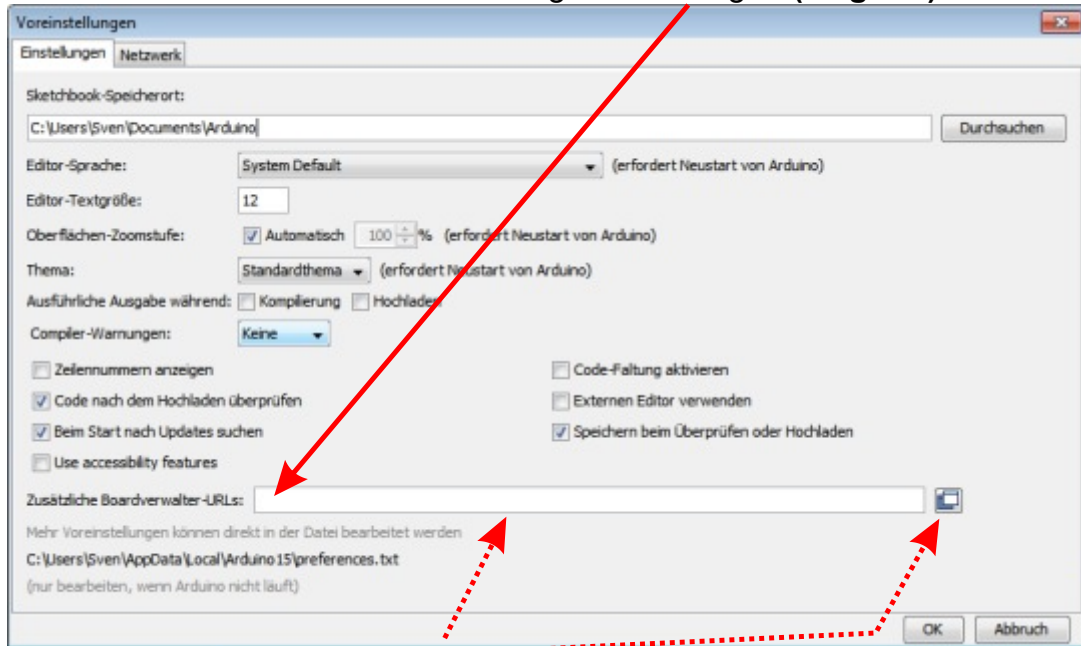 Voreinstellungen
Einstellungen Netzwerk
Sketchbook-Speicherort:
C:\Users\Sven\Documents\Arduino Durchsuchen
Editor-Sprache: System Default (erfordert Neustart von Arduino)
Editor-Textgröße: 12
Oberflächen-Zoomstufe: Automatisch 100 % (erfordert Neustart von Arduino)
Thema: Standardthema (erfordert Neustart von Arduino)
Ausführliche Ausgabe während: Kompilierung Hochladen
Compiler-Warnungen: Keine
Zeilennummern anzeigen Code-Faltung aktivieren
Code nach dem Hochladen überprüfen Externen Editor verwenden
Beim Start nach Updates suchen Speichern beim Überprüfen oder Hochladen
Use accessibility features
Zusätzliche Boardverwalter-URLs:
Mehr Voreinstellungen können direkt in der Datei bearbeitet werden
C:\Users\Sven\AppData\Local\Arduino15\preferences.txt
(nur bearbeiten, wenn Arduino nicht läuft)
OK Abbruch